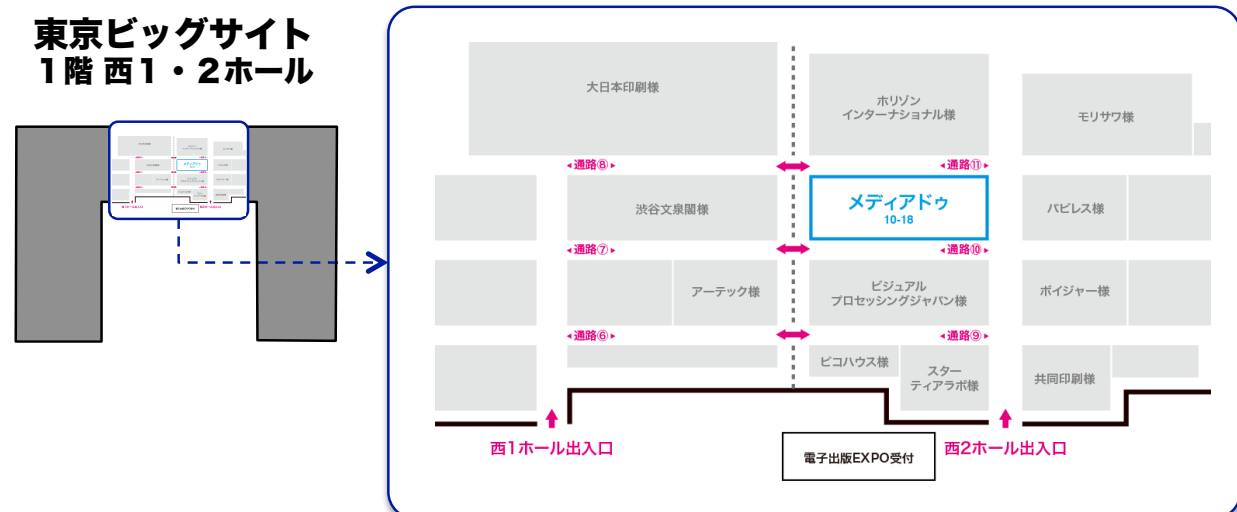 東京ビッグサイト
1階 西1・2ホール
大日本印刷様
ホリゾン
インターナショナル様
モリサワ様
通路⑧
通路⑪
渋谷文泉閣様
メディアドゥ
10-18
パピレス様
通路⑦
通路⑩
アーテック様
ビジュアル
プロセッシングジャパン様
ボイジャー様
通路⑥
通路⑨
ピコハウス様
スター
ティアラボ様
共同印刷様
西1ホール出入口
電子出版EXPO受付
西2ホール出入口
メディアドゥ